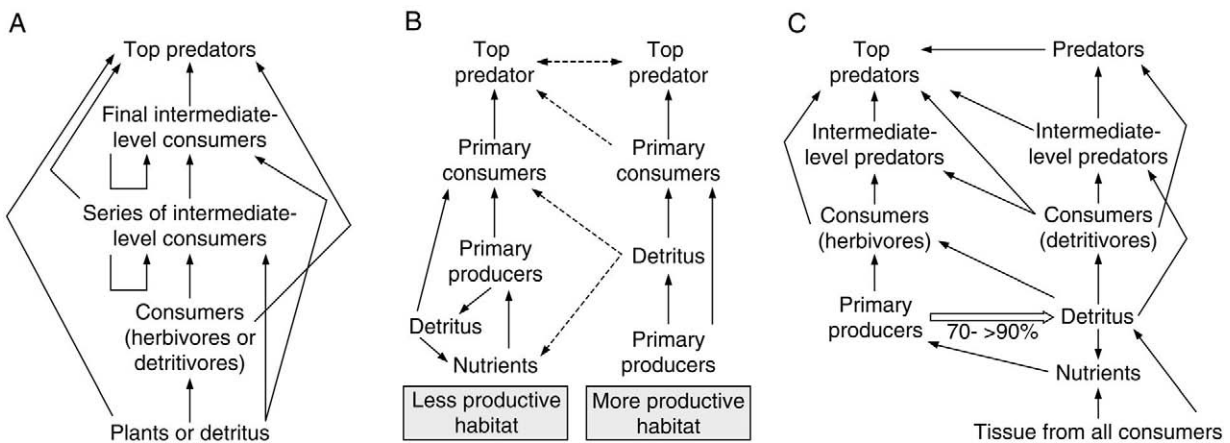 A
Top predators
Final intermediate-
level consumers
Series of intermediate-
level consumers
Consumers
(herbivores or
detritivores)
Plants or detritus
B
Top
predator
Top
predator
Primary
consumers
Primary
consumers
Primary
producers
Detritus
Detritus
Nutrients
Primary
producers
Less productive
habitat
More productive
habitat
C
Top
predators
Predators
Intermediate-
level predators
Intermediate-
level predators
Consumers
(herbivores)
Consumers
(detritivores)
Primary
producers
70- >90%
Detritus
Nutrients
Tissue from all consumers